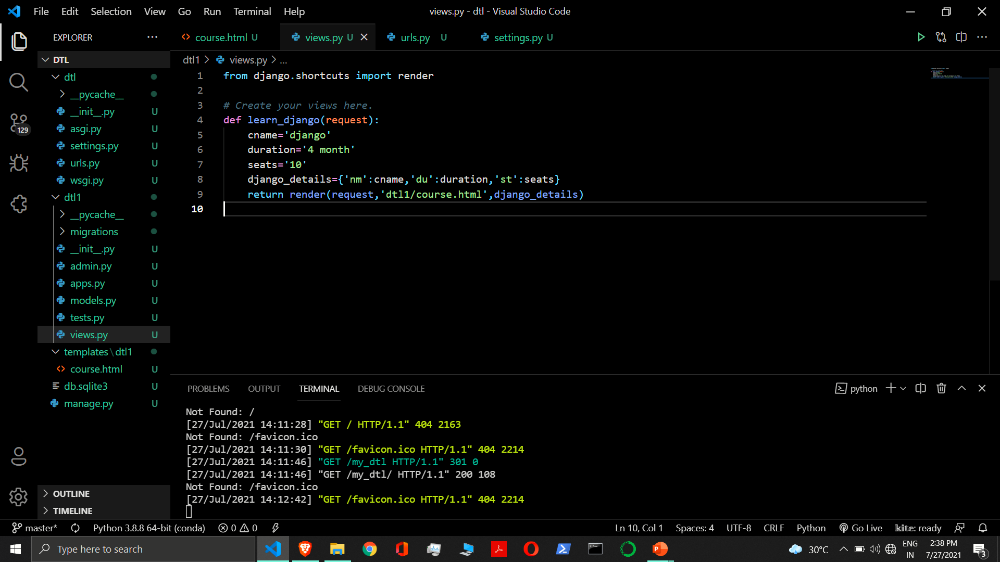 File Edit Selection View Go Run Terminal Help
views.py - dtl - Visual Studio Code
EXPLORER
course.html U
views.py U
urls.py U
settings.py U
DTL
dtl
__pycache__
__init__.py U
asgi.py U
settings.py U
urls.py U
wsgi.py U
dtl1
__pycache__
migrations
__init__.py U
admin.py U
apps.py U
models.py U
tests.py U
views.py U
templates\dtl1
course.html U
db.sqlite3 U
manage.py U
OUTLINE
TIMELINE
129
dtl1 > views.py > ...
1 from django.shortcuts import render
2
3 # Create your views here.
4 def learn_django(request):
5 cname='django'
6 duration='4 month'
7 seats='10'
8 django_details={'nm':cname,'du':duration,'st':seats}
9 return render(request,'dtl1/course.html',django_details)
10
PROBLEMS OUTPUT TERMINAL DEBUG CONSOLE
python
Not Found: /
[27/Jul/2021 14:11:28] "GET / HTTP/1.1" 404 2163
Not Found: /favicon.ico
[27/Jul/2021 14:11:30] "GET /favicon.ico HTTP/1.1" 404 2214
[27/Jul/2021 14:11:46] "GET /my_dtl HTTP/1.1" 301 0
[27/Jul/2021 14:11:46] "GET /my_dtl/ HTTP/1.1" 200 108
Not Found: /favicon.ico
[27/Jul/2021 14:12:42] "GET /favicon.ico HTTP/1.1" 404 2214
master* Python 3.8.8 64-bit (conda) 0 0
Ln 10, Col 1 Spaces: 4 UTF-8 CRLF Python Go Live kite: ready
Type here to search
30°C
ENG
IN
2:38 PM
7/27/2021
3